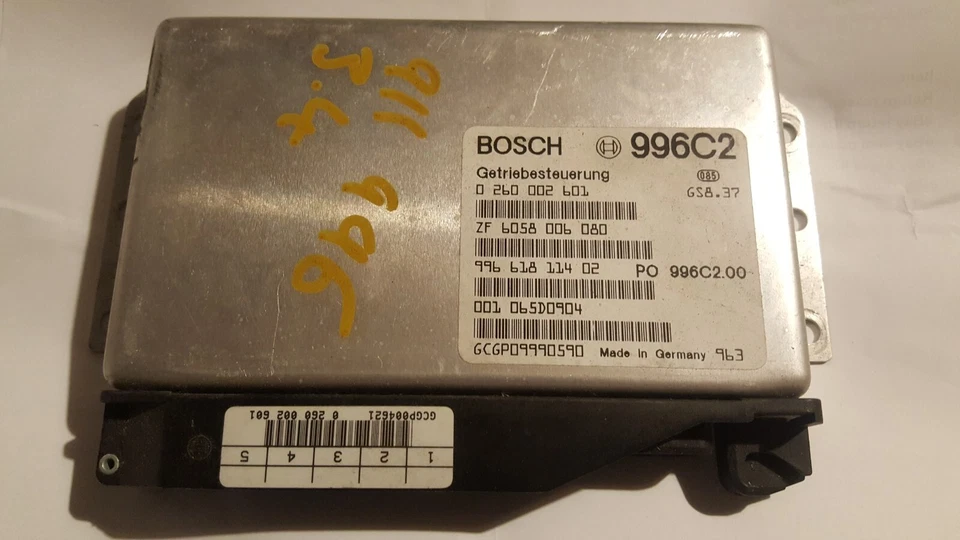 911
3.4
996
BOSCH 996C2
Getriebesteuerung 085
0 260 002 601 GS8.37
ZF 6058 006 080
996 618 114 02 PO 996C2.00
001 065D0904
GCGP09990590 Made in Germany 963
1 2 3 4 5
0 260 002 601 GCGP004621